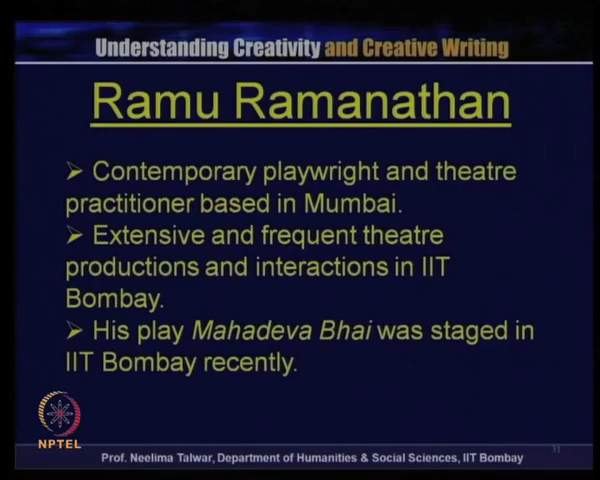 Understanding Creativity and Creative Writing
Ramu Ramanathan
➢ Contemporary playwright and theatre
practitioner based in Mumbai.
➢ Extensive and frequent theatre
productions and interactions in IIT
Bombay.
➢ His play Mahadeva Bhai was staged in
IIT Bombay recently.
NPTEL
Prof. Neelima Talwar, Department of Humanities & Social Sciences, IIT Bombay